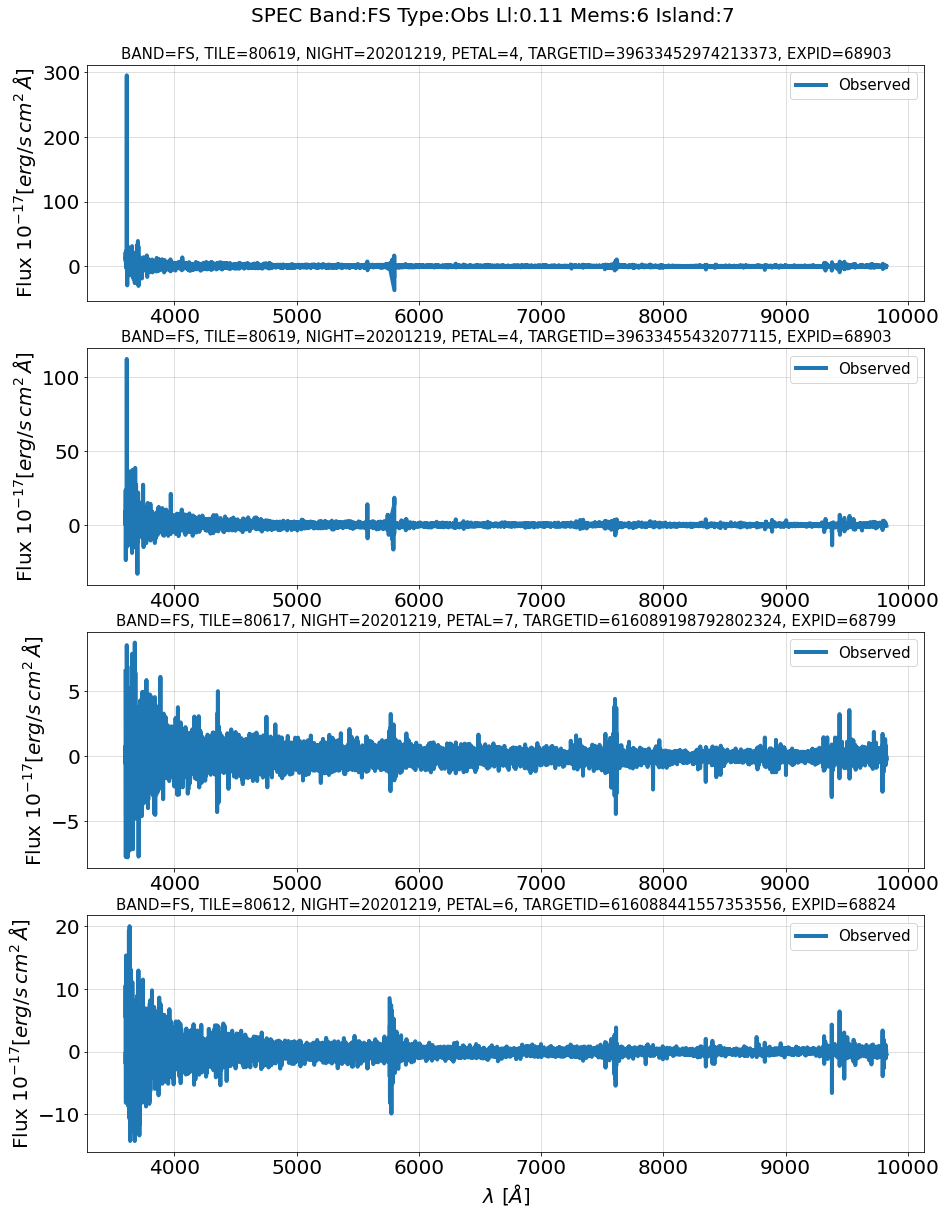 SPEC Band:FS Type:Obs Ll:0.11 Mems:6 Island:7
BAND=FS, TILE=80619, NIGHT=20201219, PETAL=4, TARGETID=39633452974213373, EXPID=68903
Flux 10⁻¹⁷[erg/s cm² Å]
300
200
100
0
Observed
4000 5000 6000 7000 8000 9000 10000
BAND=FS, TILE=80619, NIGHT=20201219, PETAL=4, TARGETID=39633455432077115, EXPID=68903
Flux 10⁻¹⁷[erg/s cm² Å]
100
50
0
Observed
4000 5000 6000 7000 8000 9000 10000
BAND=FS, TILE=80617, NIGHT=20201219, PETAL=7, TARGETID=616089198792802324, EXPID=68799
Flux 10⁻¹⁷[erg/s cm² Å]
5
0
−5
Observed
4000 5000 6000 7000 8000 9000 10000
BAND=FS, TILE=80612, NIGHT=20201219, PETAL=6, TARGETID=616088441557353556, EXPID=68824
Flux 10⁻¹⁷[erg/s cm² Å]
20
10
0
−10
Observed
4000 5000 6000 7000 8000 9000 10000
λ [Å]